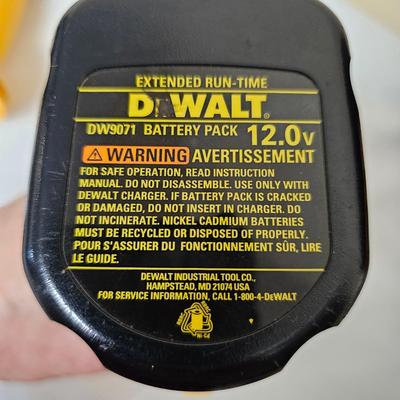 EXTENDED RUN-TIME
DEWALT®
DW9071 BATTERY PACK 12.0v
WARNING AVERTISSEMENT
FOR SAFE OPERATION, READ INSTRUCTION
MANUAL. DO NOT DISASSEMBLE. USE ONLY WITH
DEWALT CHARGER. IF BATTERY PACK IS CRACKED
OR DAMAGED, DO NOT INSERT IN CHARGER. DO
NOT INCINERATE. NICKEL CADMIUM BATTERIES
MUST BE RECYCLED OR DISPOSED OF PROPERLY.
POUR S'ASSURER DU FONCTIONNEMENT SÛR, LIRE
LE GUIDE.
DEWALT INDUSTRIAL TOOL CO.,
HAMPSTEAD, MD 21074 USA
FOR SERVICE INFORMATION, CALL 1-800-4-DEWALT
Ni-Cd